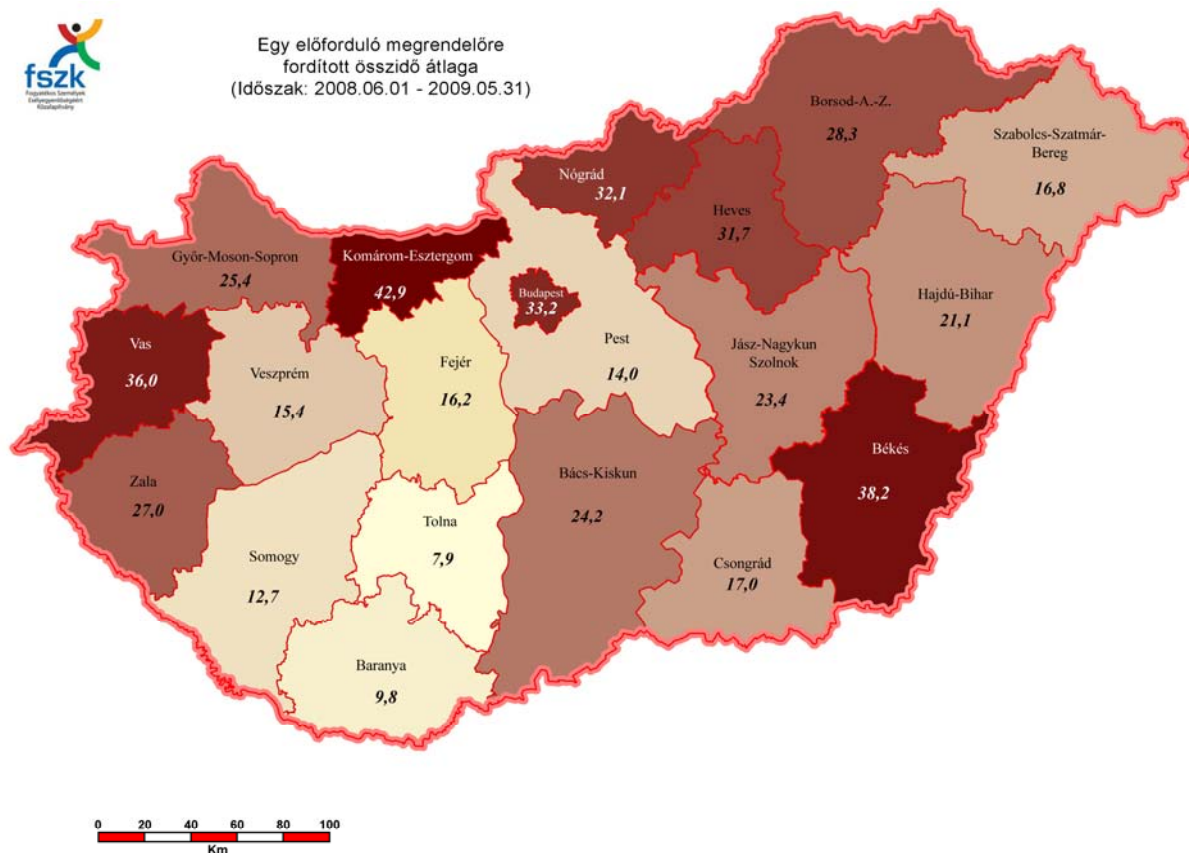 fszk
Fogyatékos Személyek
Esélyegyenlőségéért
Közalapítvány
Egy előforduló megrendelőre
fordított összidő átlaga
(Időszak: 2008.06.01 - 2009.05.31)
Borsod-A.-Z.
28,3
Szabolcs-Szatmár-
Bereg
16,8
Nógrád
32,1
Heves
31,7
Győr-Moson-Sopron
25,4
Komárom-Esztergom
42,9
Budapest
33,2
Hajdú-Bihar
21,1
Vas
36,0
Veszprém
15,4
Fejér
16,2
Pest
14,0
Jász-Nagykun
Szolnok
23,4
Békés
38,2
Zala
27,0
Bács-Kiskun
24,2
Tolna
7,9
Somogy
12,7
Csongrád
17,0
Baranya
9,8
0 20 40 60 80 100
Km